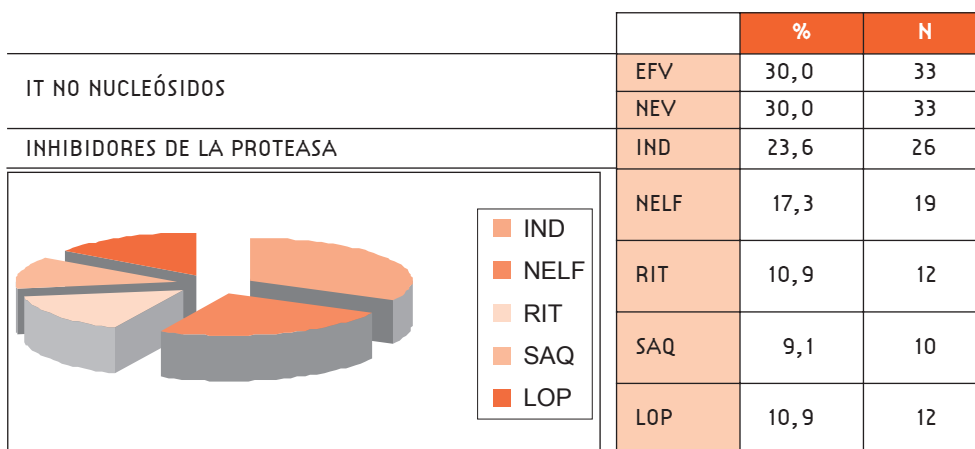 % N
IT NO NUCLEÓSIDOS
EFV 30,0 33
NEV 30,0 33
INHIBIDORES DE LA PROTEASA
IND 23,6 26
NELF 17,3 19
RIT 10,9 12
SAQ 9,1 10
LOP 10,9 12
IND
NELF
RIT
SAQ
LOP